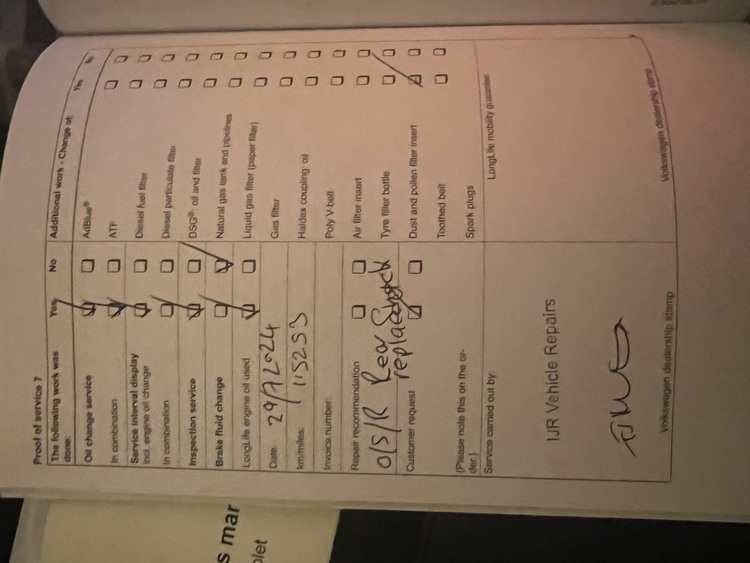 Proof of service 7
The following work was done: Yes No
Oil change service
In combination
Service interval display incl. engine oil change
In combination
Inspection service
Brake fluid change
LongLife engine oil used
Date: 29/7 2024
km/miles: 115253
Invoice number:
Repair recommendation
O/S/R Rear
replaced
Customer request
(Please note this on the or-
der.)
Service carried out by:
IJR Vehicle Repairs
Volkswagen dealership stamp
Additional work - Change of: Yes No
AdBlue®
ATF
Diesel fuel filter
Diesel particulate filter
DSG®: oil and filter
Natural gas tank and pipelines
Liquid gas filter (paper filter)
Gas filter
Haldex coupling: oil
Poly V-belt
Air filter insert
Tyre filler bottle
Dust and pollen filter insert
Toothed belt
Spark plugs
LongLife mobility guarantee
Volkswagen dealership stamp
s mar
olet